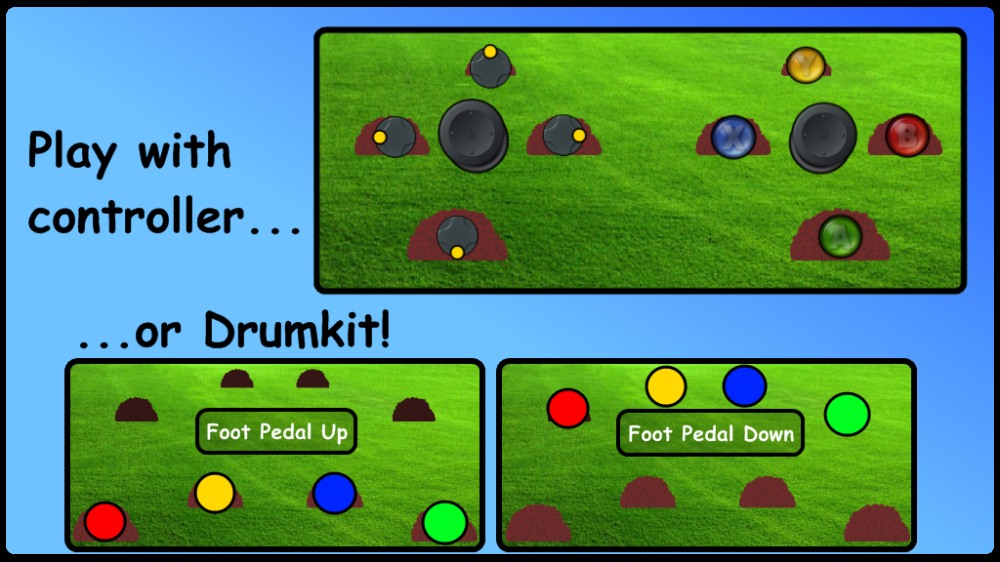 Play with
controller...
Y
L
X
B
A
...or Drumkit!
Foot Pedal Up
Foot Pedal Down